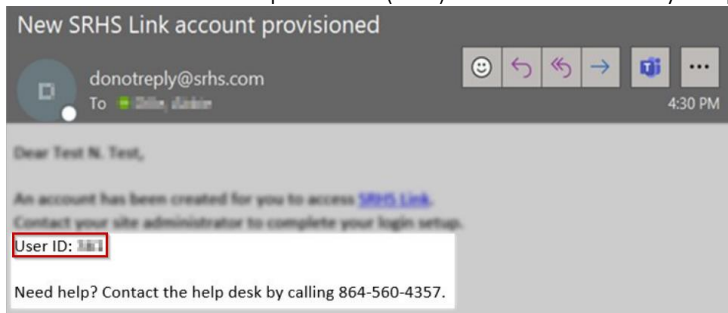 New SRHS Link account provisioned
D
donotreply@srhs.com
To
4:30 PM
Dear Test N. Test,
An account has been created for you to access SRHS Link.
Contact your site administrator to complete your login setup.
User ID:
Need help? Contact the help desk by calling 864-560-4357.